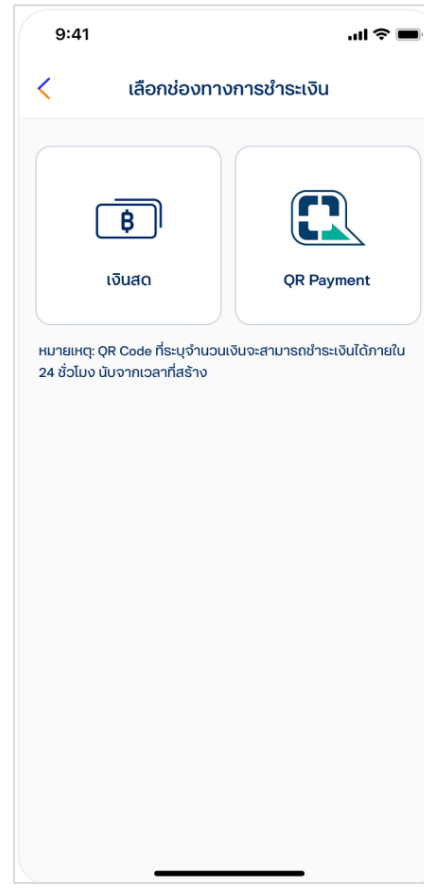 9:41
เลือกช่องทางการชำระเงิน
฿
เงินสด
QR Payment
หมายเหตุ: QR Code ที่ระบุจำนวนเงินจะสามารถชำระเงินได้ภายใน
24 ชั่วโมง นับจากเวลาที่สร้าง